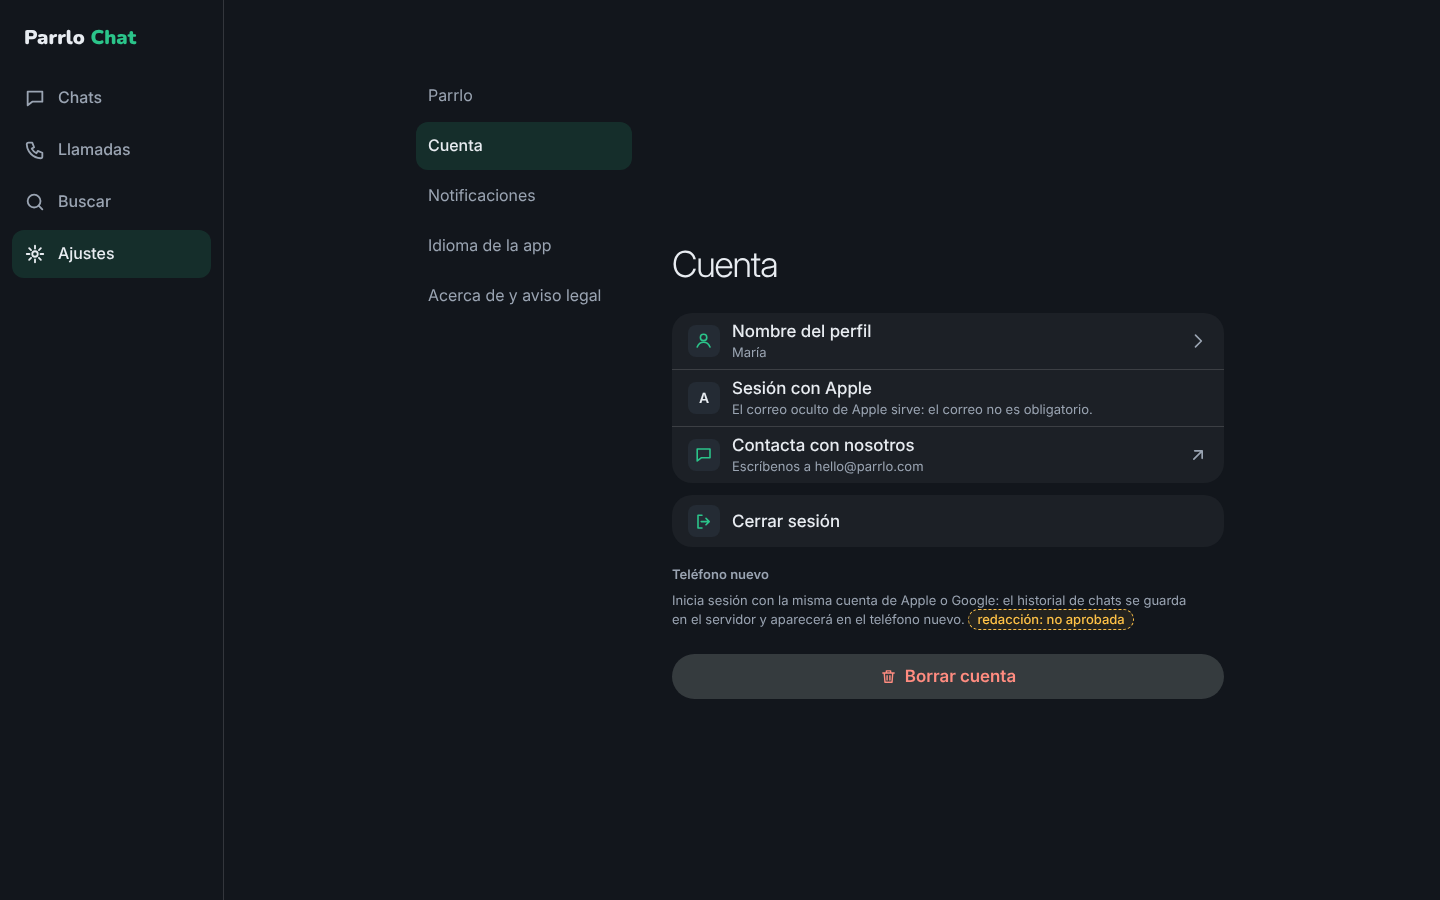 Parrlo Chat
Chats
Llamadas
Buscar
Ajustes
Parrlo
Cuenta
Notificaciones
Idioma de la app
Acerca de y aviso legal
Cuenta
Nombre del perfil
María
A
Sesión con Apple
El correo oculto de Apple sirve: el correo no es obligatorio.
Contacta con nosotros
Escríbenos a hello@parrlo.com
Cerrar sesión
Teléfono nuevo
Inicia sesión con la misma cuenta de Apple o Google: el historial de chats se guarda
en el servidor y aparecerá en el teléfono nuevo. redacción: no aprobada
Borrar cuenta